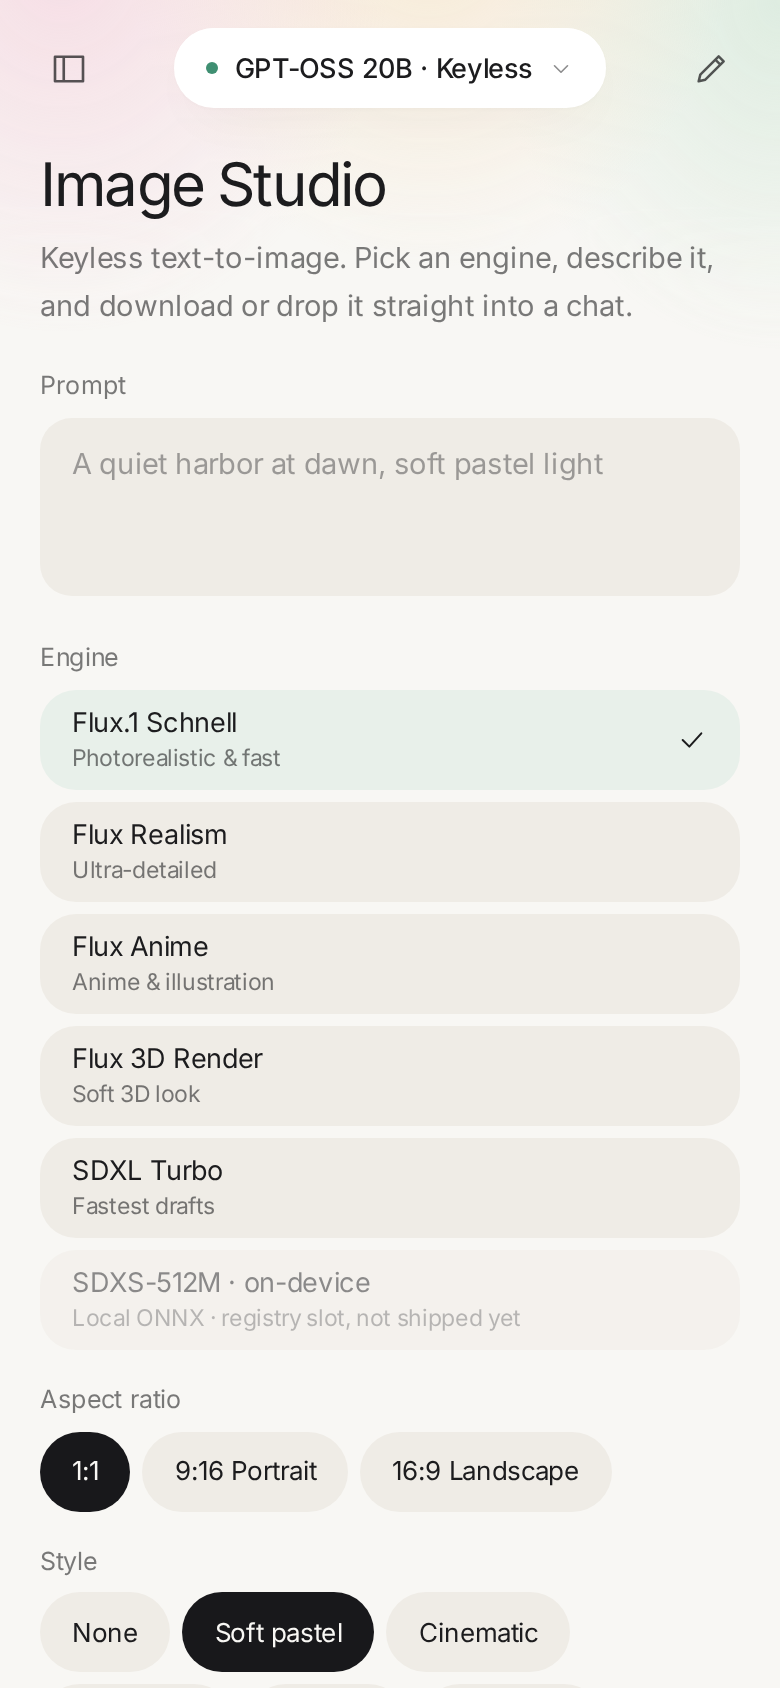 GPT-OSS 20B · Keyless
Image Studio
Keyless text-to-image. Pick an engine, describe it,
and download or drop it straight into a chat.
Prompt
A quiet harbor at dawn, soft pastel light
Engine
Flux.1 Schnell
Photorealistic & fast
Flux Realism
Ultra-detailed
Flux Anime
Anime & illustration
Flux 3D Render
Soft 3D look
SDXL Turbo
Fastest drafts
SDXS-512M · on-device
Local ONNX · registry slot, not shipped yet
Aspect ratio
1:1
9:16 Portrait
16:9 Landscape
Style
None
Soft pastel
Cinematic